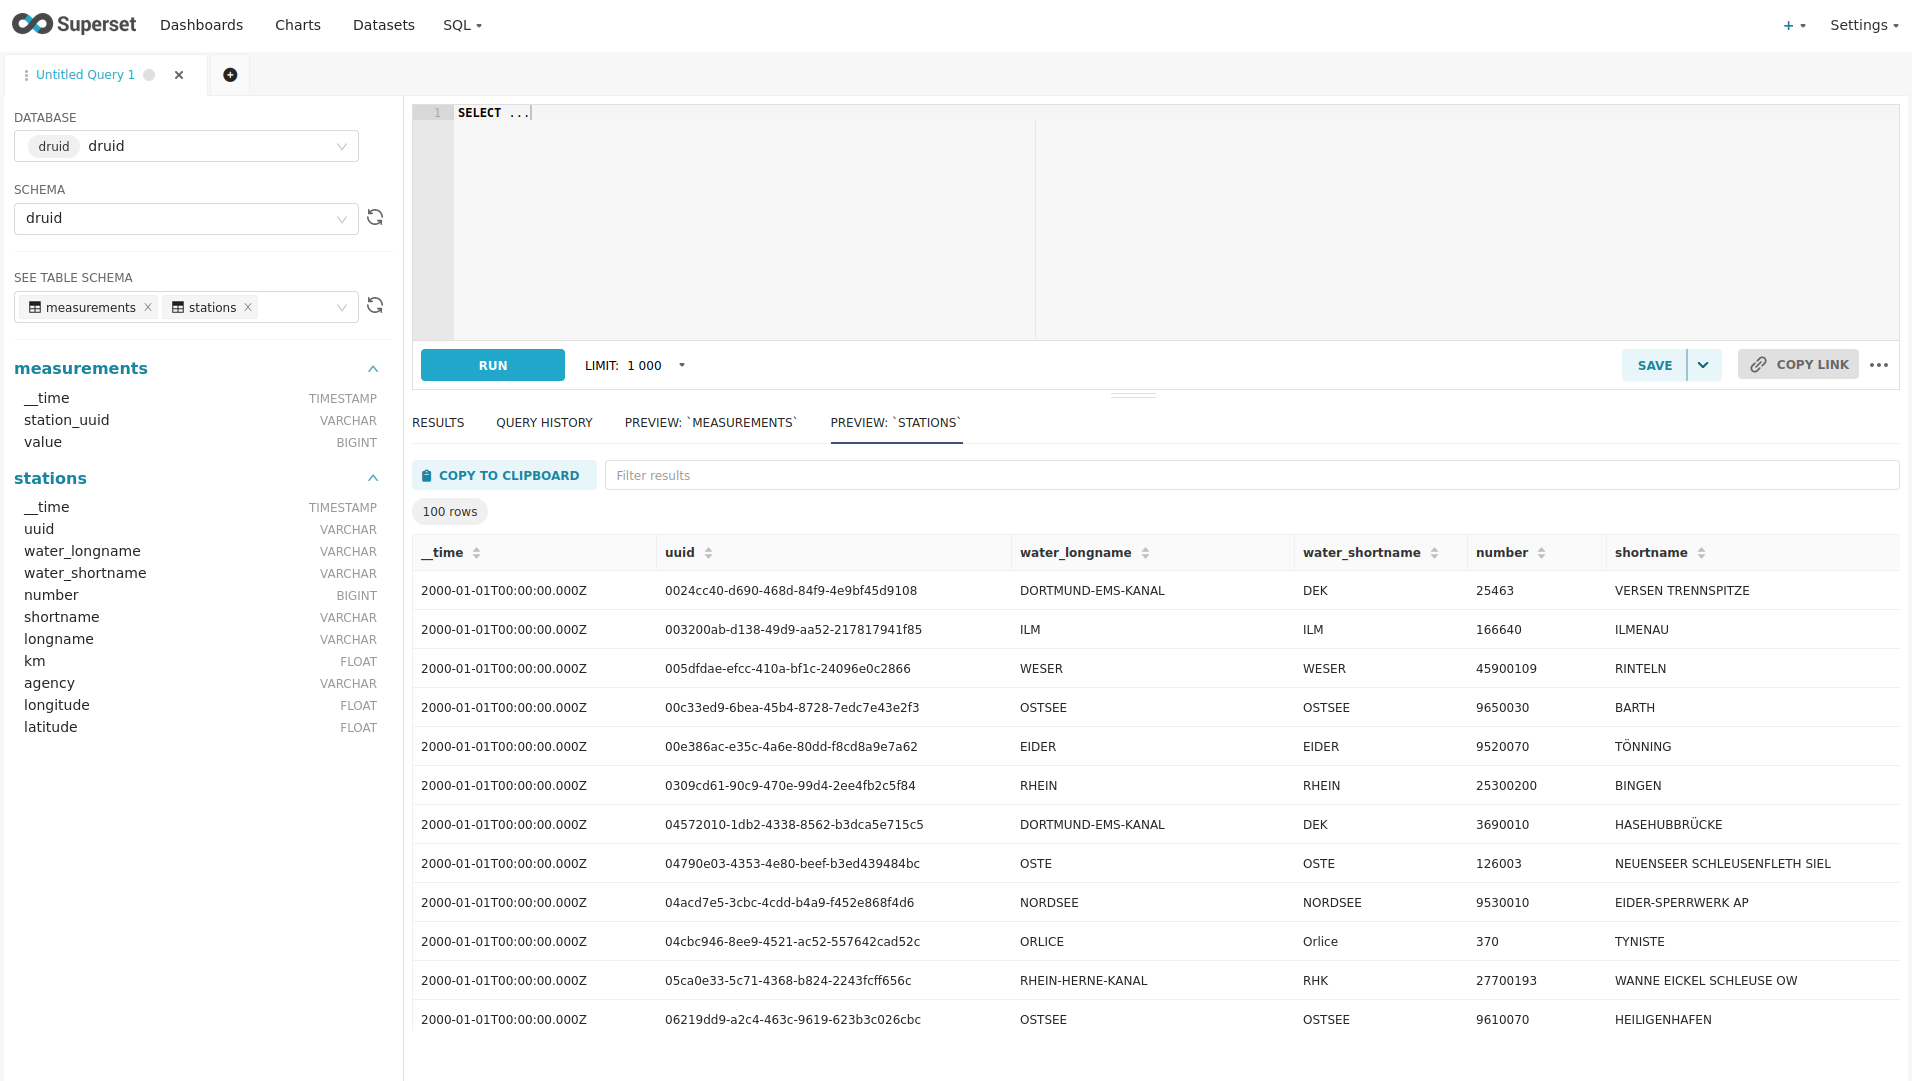 Superset Dashboards Charts Datasets SQL + Settings
Untitled Query 1
DATABASE
druid druid
SCHEMA
druid
SEE TABLE SCHEMA
measurements stations
measurements
__time TIMESTAMP
station_uuid VARCHAR
value BIGINT
stations
__time TIMESTAMP
uuid VARCHAR
water_longname VARCHAR
water_shortname VARCHAR
number BIGINT
shortname VARCHAR
longname VARCHAR
km FLOAT
agency VARCHAR
longitude FLOAT
latitude FLOAT
1 SELECT ...
RUN LIMIT: 1 000 SAVE COPY LINK
RESULTS QUERY HISTORY PREVIEW: `MEASUREMENTS` PREVIEW: `STATIONS`
COPY TO CLIPBOARD Filter results
100 rows
__time uuid water_longname water_shortname number shortname
2000-01-01T00:00:00.000Z 0024cc40-d690-468d-84f9-4e9bf45d9108 DORTMUND-EMS-KANAL DEK 25463 VERSEN TRENNSPITZE
2000-01-01T00:00:00.000Z 003200ab-d138-49d9-aa52-217817941f85 ILM ILM 166640 ILMENAU
2000-01-01T00:00:00.000Z 005dfdae-efcc-410a-bf1c-24096e0c2866 WESER WESER 45900109 RINTELN
2000-01-01T00:00:00.000Z 00c33ed9-6bea-45b4-8728-7edc7e43e2f3 OSTSEE OSTSEE 9650030 BARTH
2000-01-01T00:00:00.000Z 00e386ac-e35c-4a6e-80dd-f8cd8a9e7a62 EIDER EIDER 9520070 TÖNNING
2000-01-01T00:00:00.000Z 0309cd61-90c9-470e-99d4-2ee4fb2c5f84 RHEIN RHEIN 25300200 BINGEN
2000-01-01T00:00:00.000Z 04572010-1db2-4338-8562-b3dca5e715c5 DORTMUND-EMS-KANAL DEK 3690010 HASEHUBBRÜCKE
2000-01-01T00:00:00.000Z 04790e03-4353-4e80-beef-b3ed439484bc OSTE OSTE 126003 NEUENSEER SCHLEUSENFLETH SIEL
2000-01-01T00:00:00.000Z 04acd7e5-3cbc-4cdd-b4a9-f452e868f4d6 NORDSEE NORDSEE 9530010 EIDER-SPERRWERK AP
2000-01-01T00:00:00.000Z 04cbc946-8ee9-4521-ac52-557642cad52c ORLICE Orlice 370 TYNISTE
2000-01-01T00:00:00.000Z 05ca0e33-5c71-4368-b824-2243fcff656c RHEIN-HERNE-KANAL RHK 27700193 WANNE EICKEL SCHLEUSE OW
2000-01-01T00:00:00.000Z 06219dd9-a2c4-463c-9619-623b3c026cbc OSTSEE OSTSEE 9610070 HEILIGENHAFEN